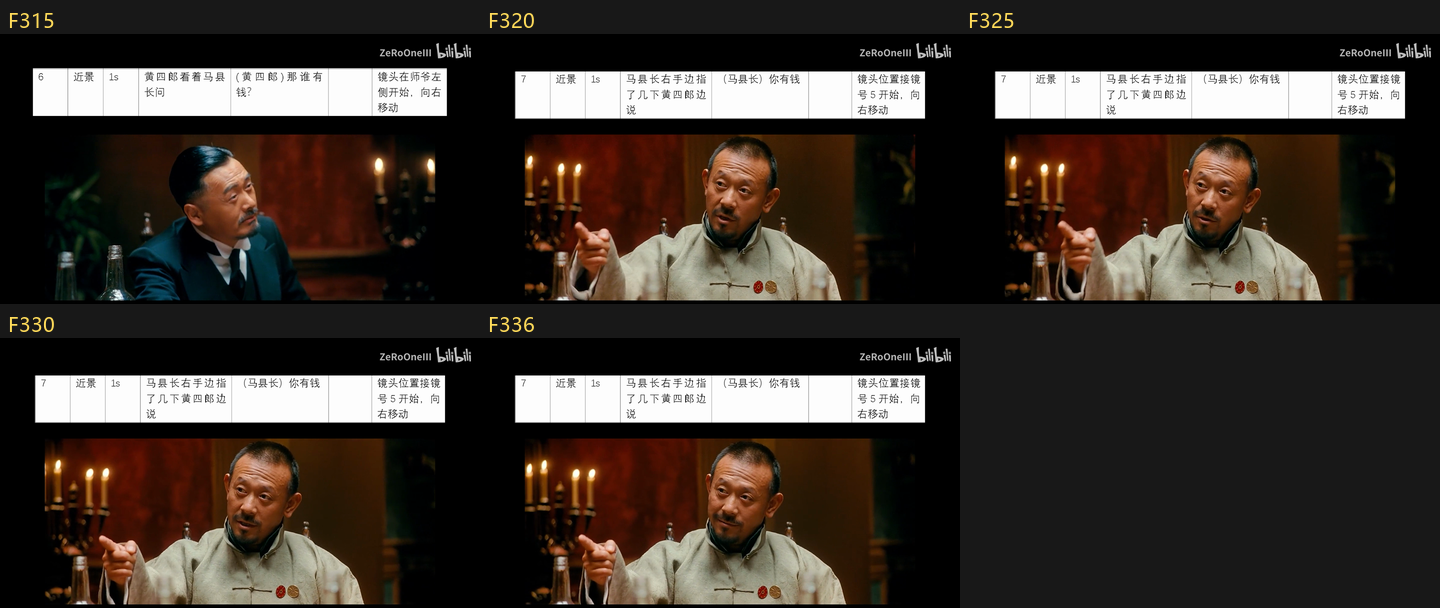 F315
ZeRoOneIII bilibili
6 近景 1s 黄四郎看着马县 (黄四郎)那谁有 镜头在师爷左
长问 钱? 侧开始，向右
移动
F320
ZeRoOneIII bilibili
7 近景 1s 马县长右手边指 （马县长）你有钱 镜头位置接镜
了几下黄四郎边 号 5 开始，向
说 右移动
F325
ZeRoOneIII bilibili
7 近景 1s 马县长右手边指 （马县长）你有钱 镜头位置接镜
了几下黄四郎边 号 5 开始，向
说 右移动
F330
ZeRoOneIII bilibili
7 近景 1s 马县长右手边指 （马县长）你有钱 镜头位置接镜
了几下黄四郎边 号 5 开始，向
说 右移动
F336
ZeRoOneIII bilibili
7 近景 1s 马县长右手边指 （马县长）你有钱 镜头位置接镜
了几下黄四郎边 号 5 开始，向
说 右移动